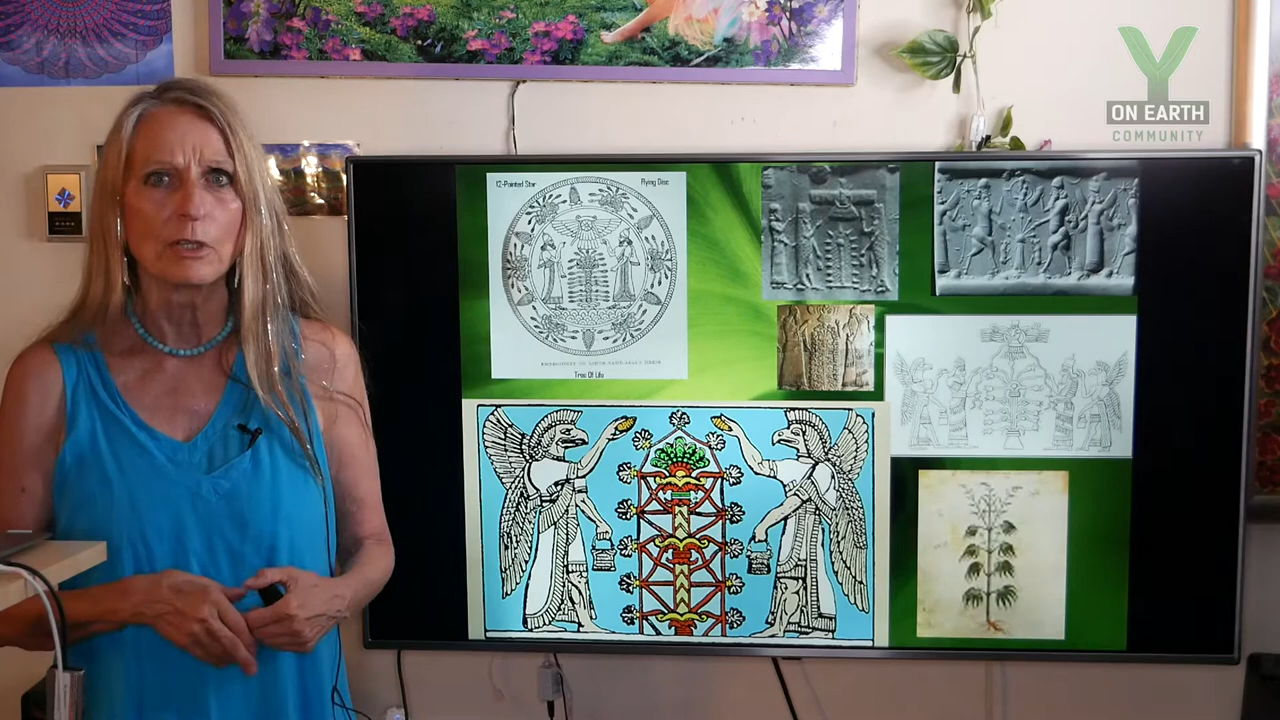 Y
ON EARTH
COMMUNITY
12-Pointed Star
Flying Disc
Tree Of Life